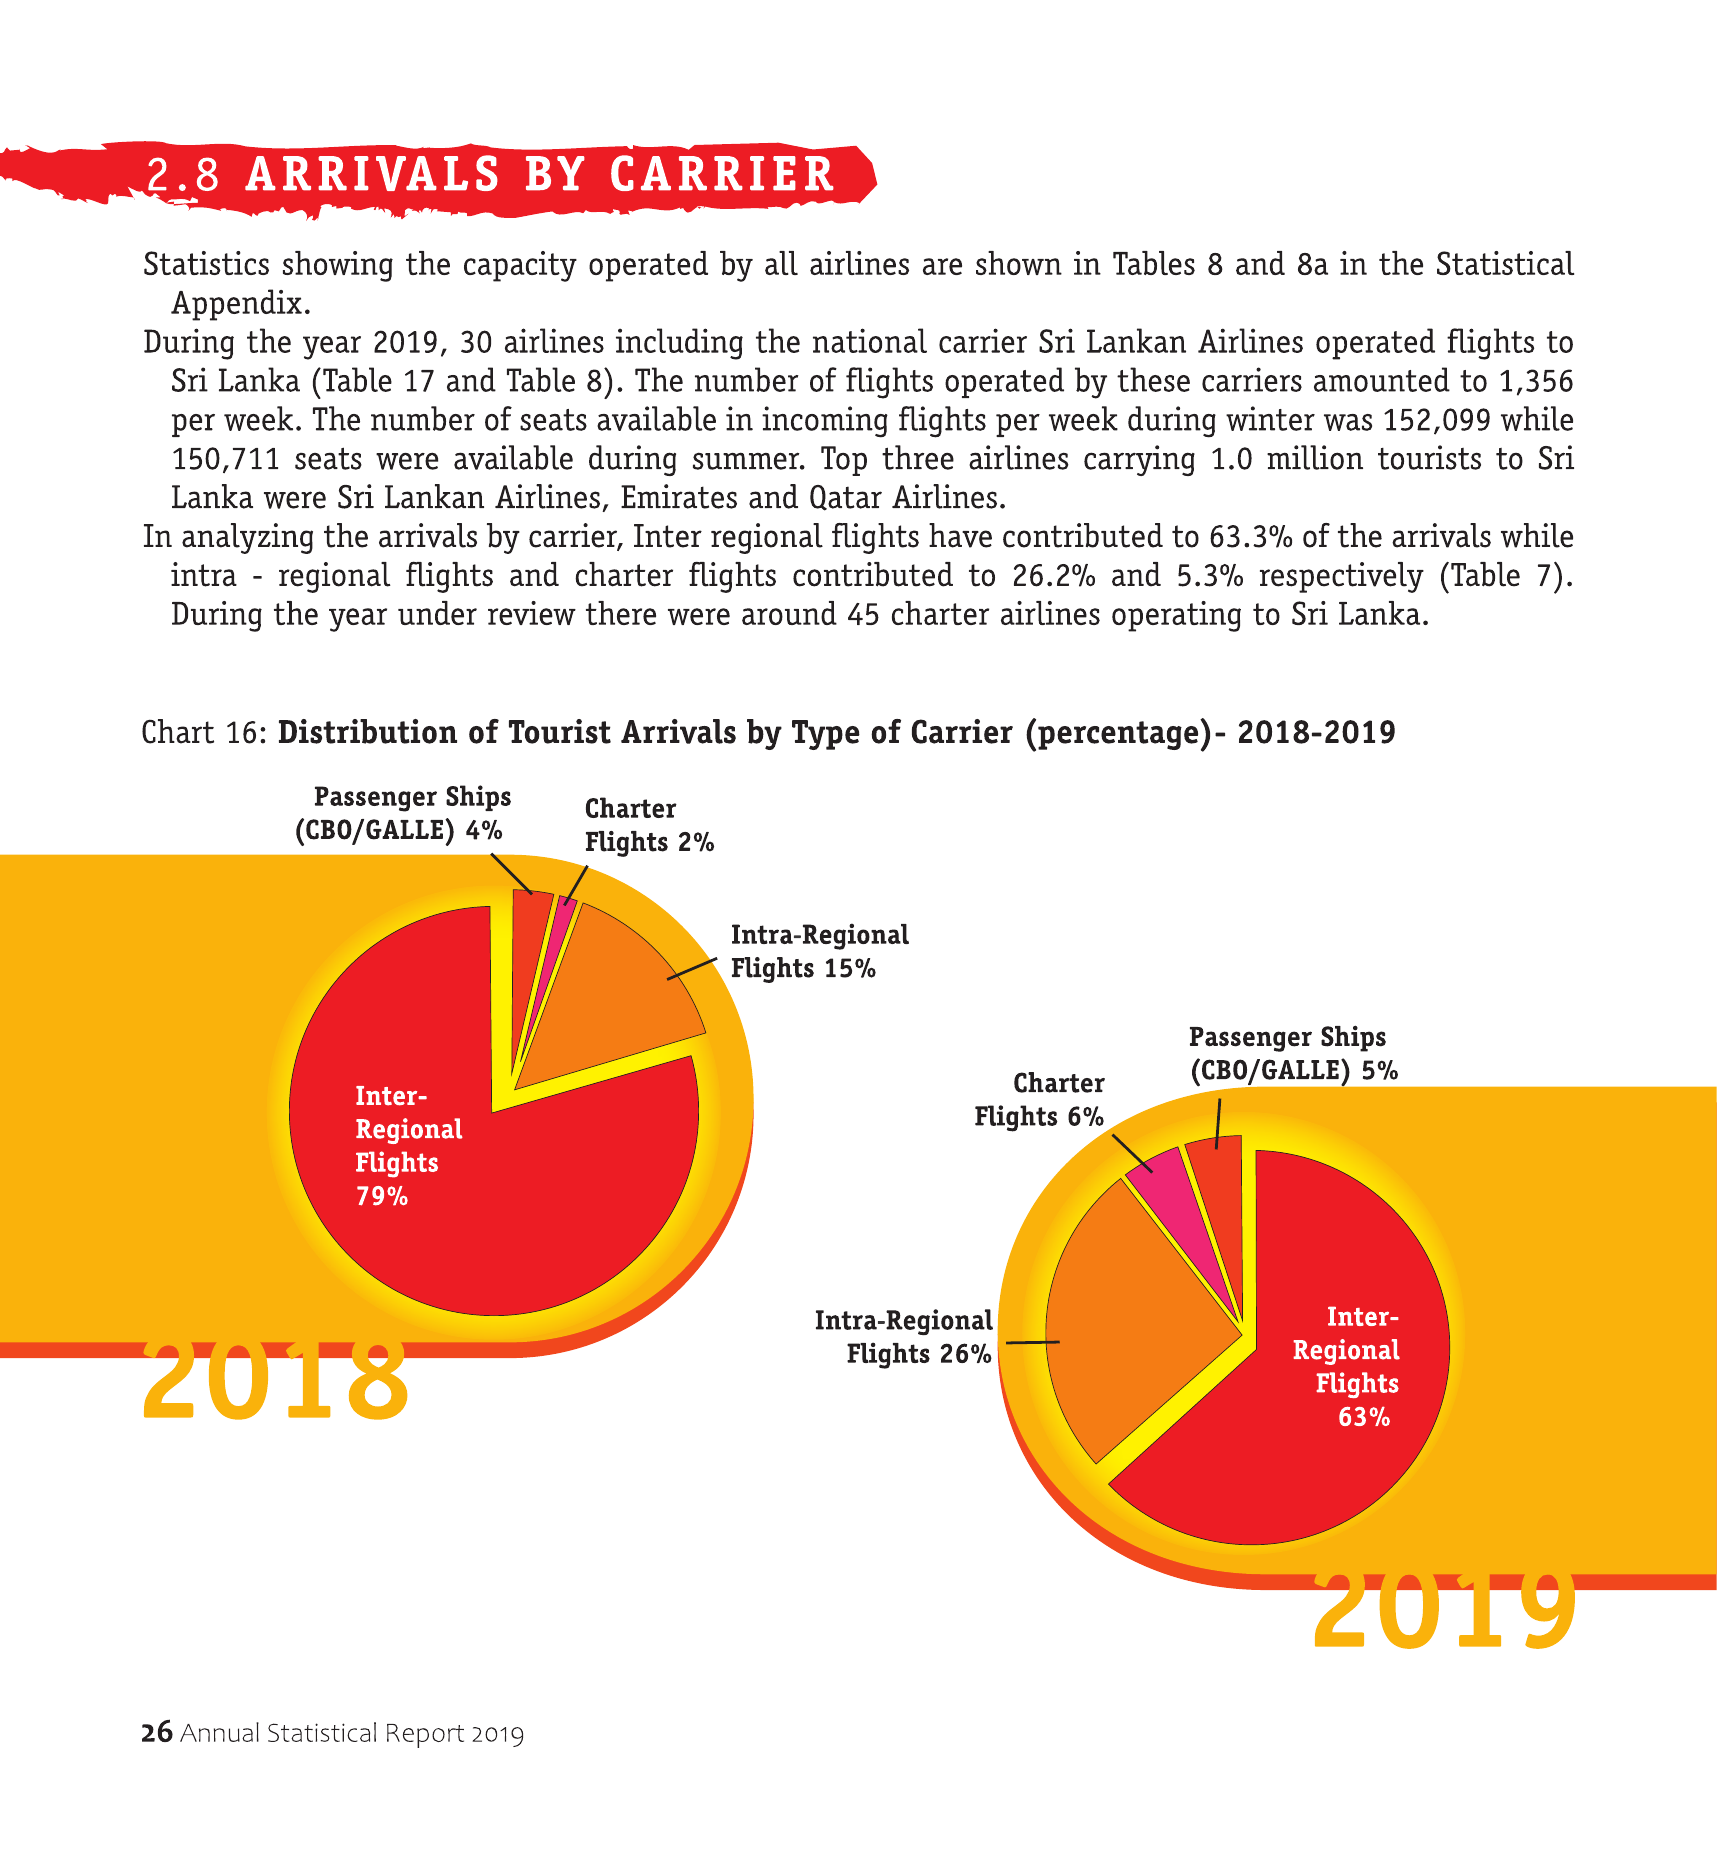 2.8 ARRIVALS BY CARRIER
Statistics showing the capacity operated by all airlines are shown in Tables 8 and 8a in the Statistical
Appendix.
During the year 2019, 30 airlines including the national carrier Sri Lankan Airlines operated flights to
Sri Lanka (Table 17 and Table 8). The number of flights operated by these carriers amounted to 1,356
per week. The number of seats available in incoming flights per week during winter was 152,099 while
150,711 seats were available during summer. Top three airlines carrying 1.0 million tourists to Sri
Lanka were Sri Lankan Airlines, Emirates and Qatar Airlines.
In analyzing the arrivals by carrier, Inter regional flights have contributed to 63.3% of the arrivals while
intra - regional flights and charter flights contributed to 26.2% and 5.3% respectively (Table 7).
During the year under review there were around 45 charter airlines operating to Sri Lanka.
Chart 16: Distribution of Tourist Arrivals by Type of Carrier (percentage)- 2018-2019
Passenger Ships
(CBO/GALLE) 4%
Charter
Flights 2%
Intra-Regional
Flights 15%
Inter-
Regional
Flights
79%
2018
Passenger Ships
(CBO/GALLE) 5%
Charter
Flights 6%
Intra-Regional
Flights 26%
Inter-
Regional
Flights
63%
2019
26 Annual Statistical Report 2019